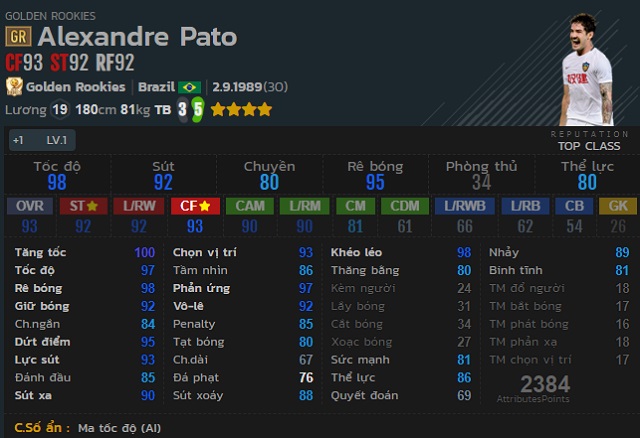 GOLDEN ROOKIES
GR Alexandre Pato
CF93 ST92 RF92
Golden Rookies Brazil 2.9.1989(30)
Lương 19 180cm 81kg TB 3 5
REPUTATION
TOP CLASS
+1 LV.1
Tốc độ Sút Chuyền Rê bóng Phòng thủ Thể lực
98 92 80 95 34 80
OVR ST L/RW CF CAM L/RM CM CDM L/RWB L/RB CB GK
93 92 92 93 90 90 81 61 66 62 54 26
Tăng tốc 100 Chọn vị trí 93 Khéo léo 98 Nhảy 89
Tốc độ 97 Tầm nhìn 86 Thăng bằng 80 Bình tĩnh 81
Rê bóng 98 Phản ứng 97 Kèm người 24 TM đổ người 18
Giữ bóng 92 Vô-lê 92 Lấy bóng 31 TM bắt bóng 17
Ch.ngắn 84 Penalty 85 Cắt bóng 34 TM phát bóng 16
Dứt điểm 95 Tạt bóng 80 Xoạc bóng 27 TM phản xạ 18
Lực sút 93 Ch.dài 67 Sức mạnh 81 TM chọn vị trí 17
Đánh đầu 85 Đá phạt 76 Thể lực 86 2384
Sút xa 90 Sút xoáy 88 Quyết đoán 69 AttributesPoints
C.Số ẩn : Ma tốc độ (AI)